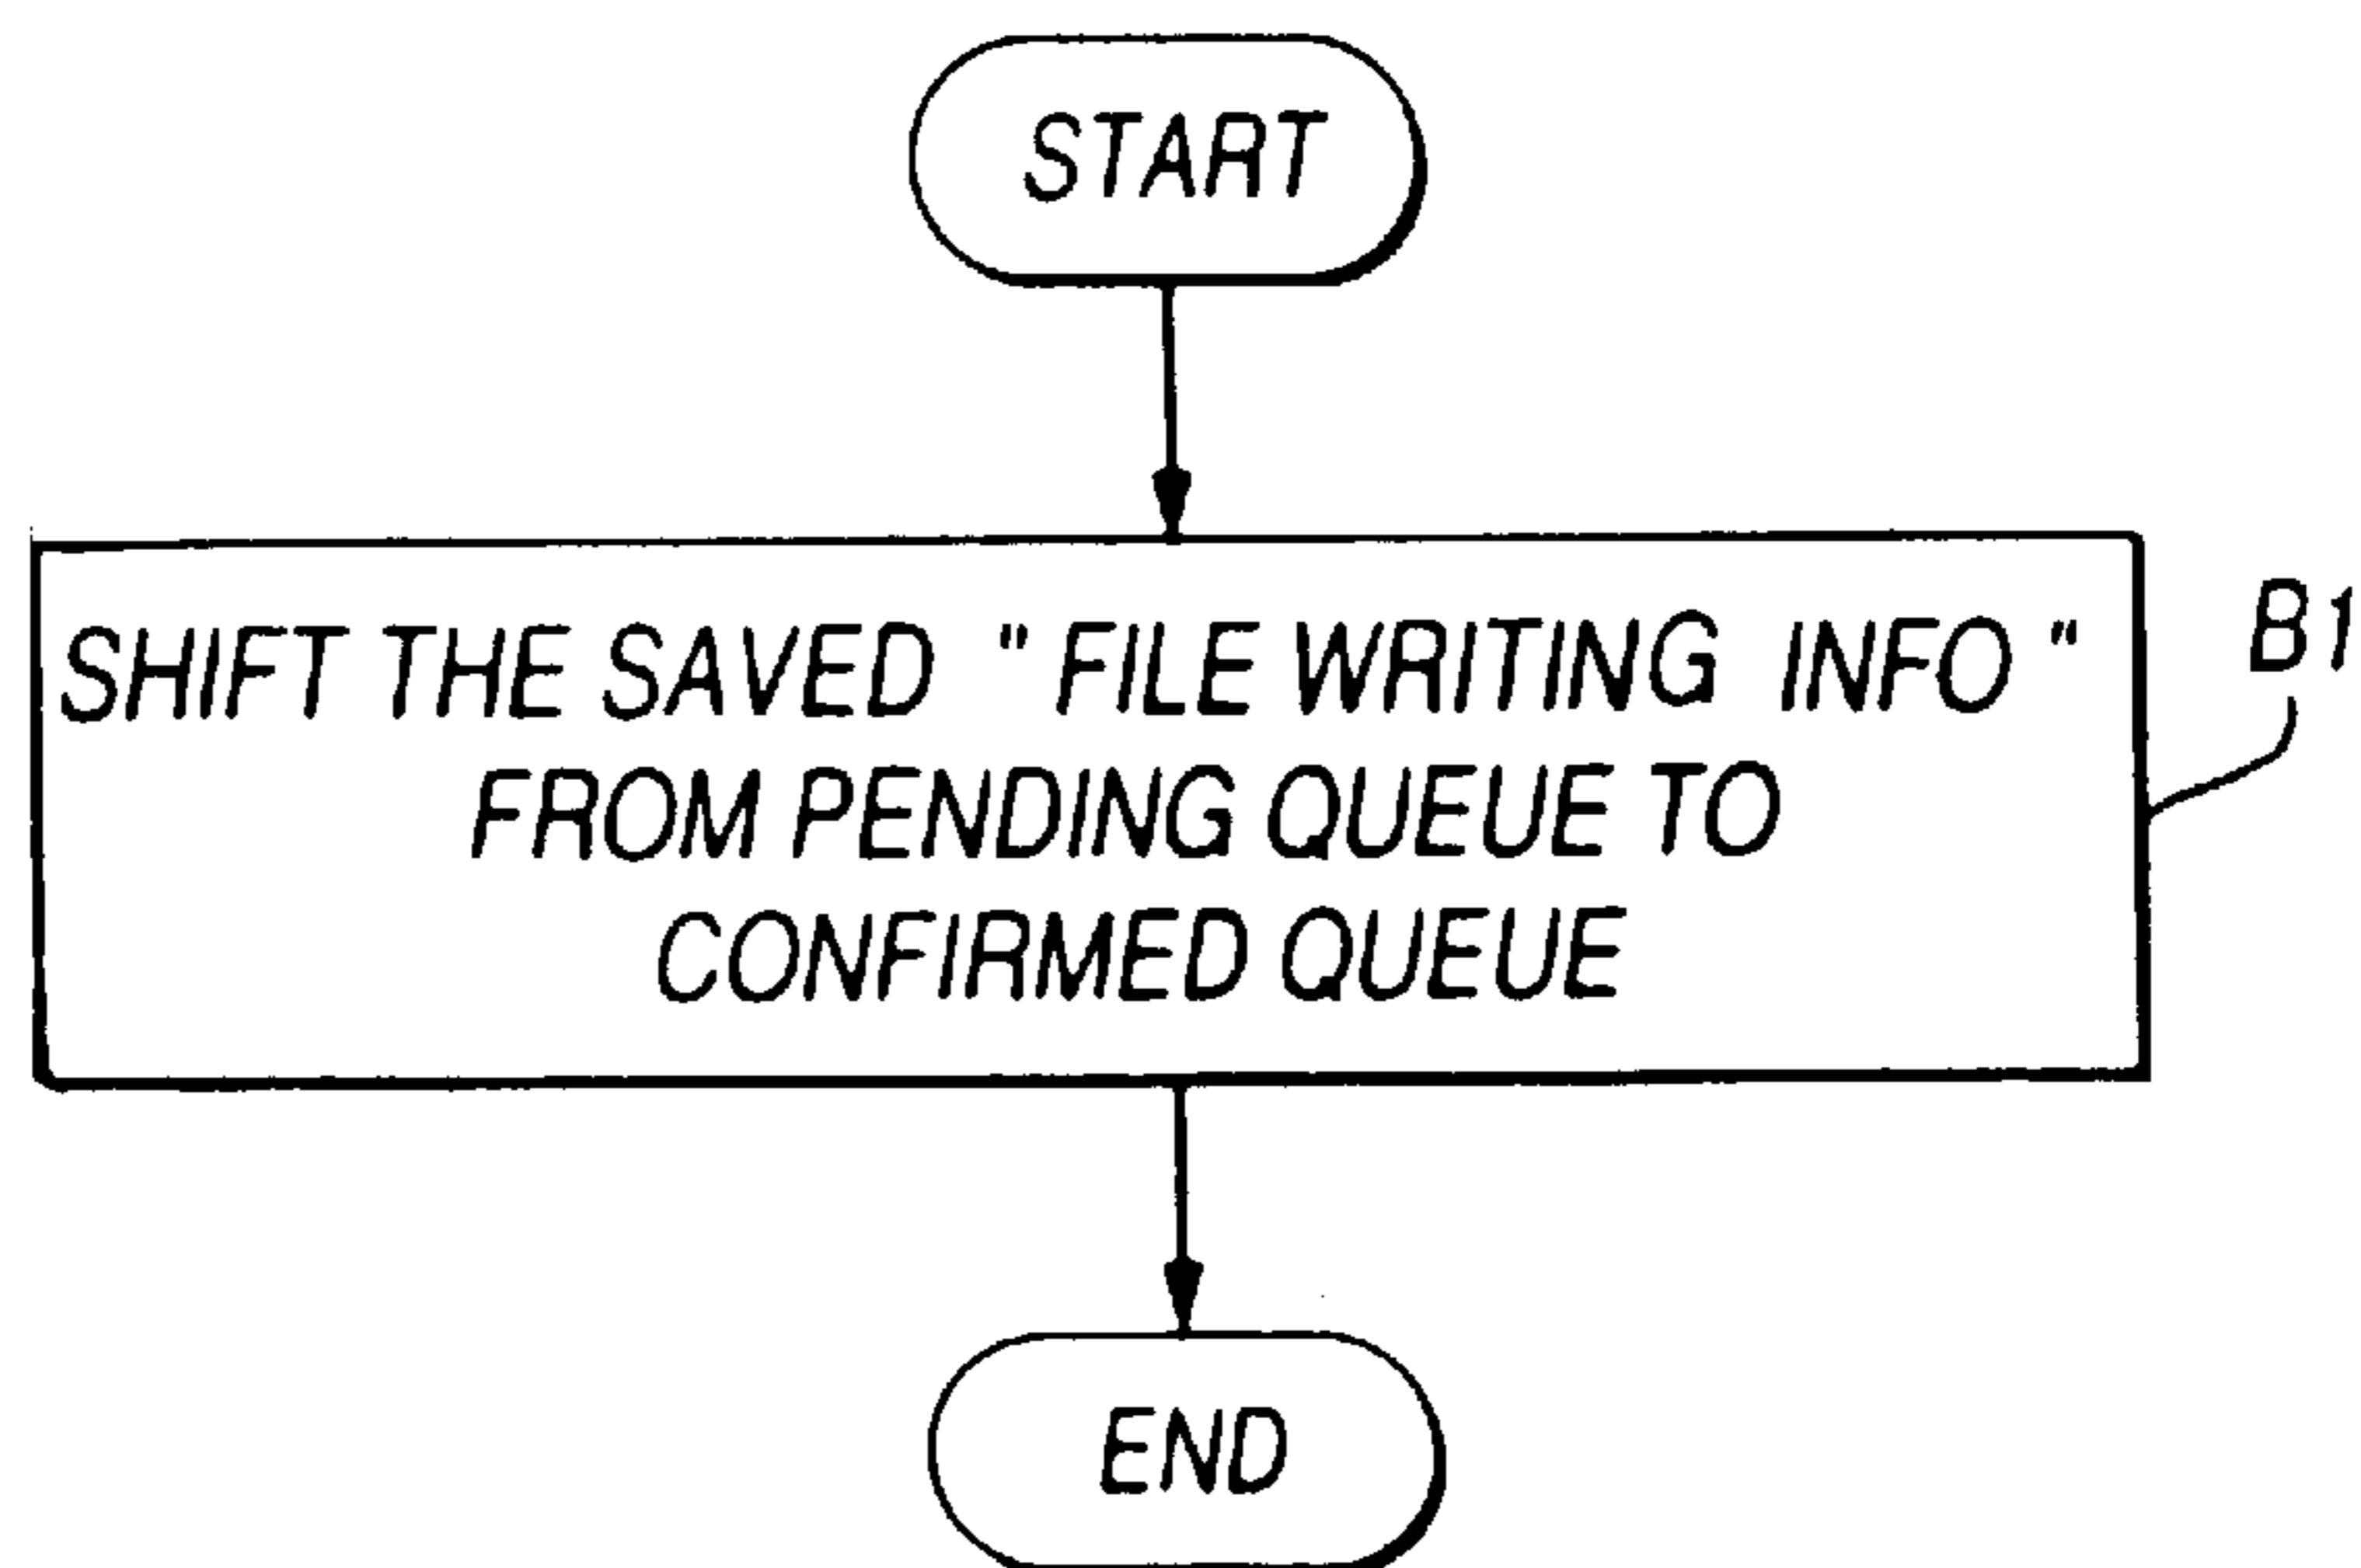 START
SHIFT THE SAVED " FILE WRITING INFO "
FROM PENDING QUEUE TO
CONFIRMED QUEUE
B1
END